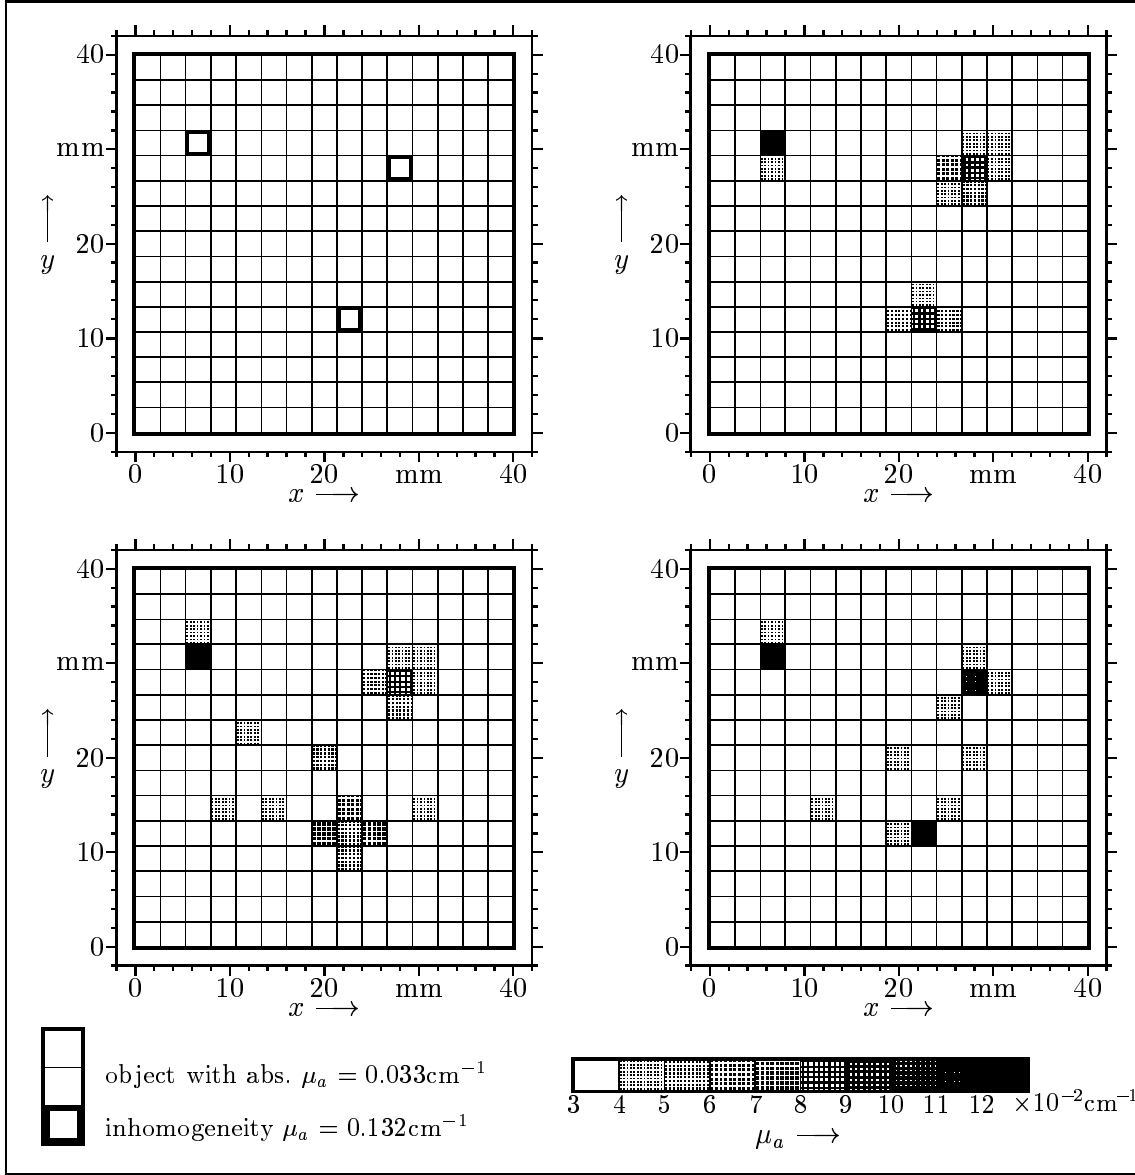 40
mm
20
10
0
y →
0 10 20 mm 40
x →
40
mm
20
10
0
y →
0 10 20 mm 40
x →
40
mm
20
10
0
y →
0 10 20 mm 40
x →
40
mm
20
10
0
y →
0 10 20 mm 40
x →
object with abs. μₐ = 0.033cm⁻¹
inhomogeneity μₐ = 0.132cm⁻¹
3 4 5 6 7 8 9 10 11 12 ×10⁻²cm⁻¹
μₐ →